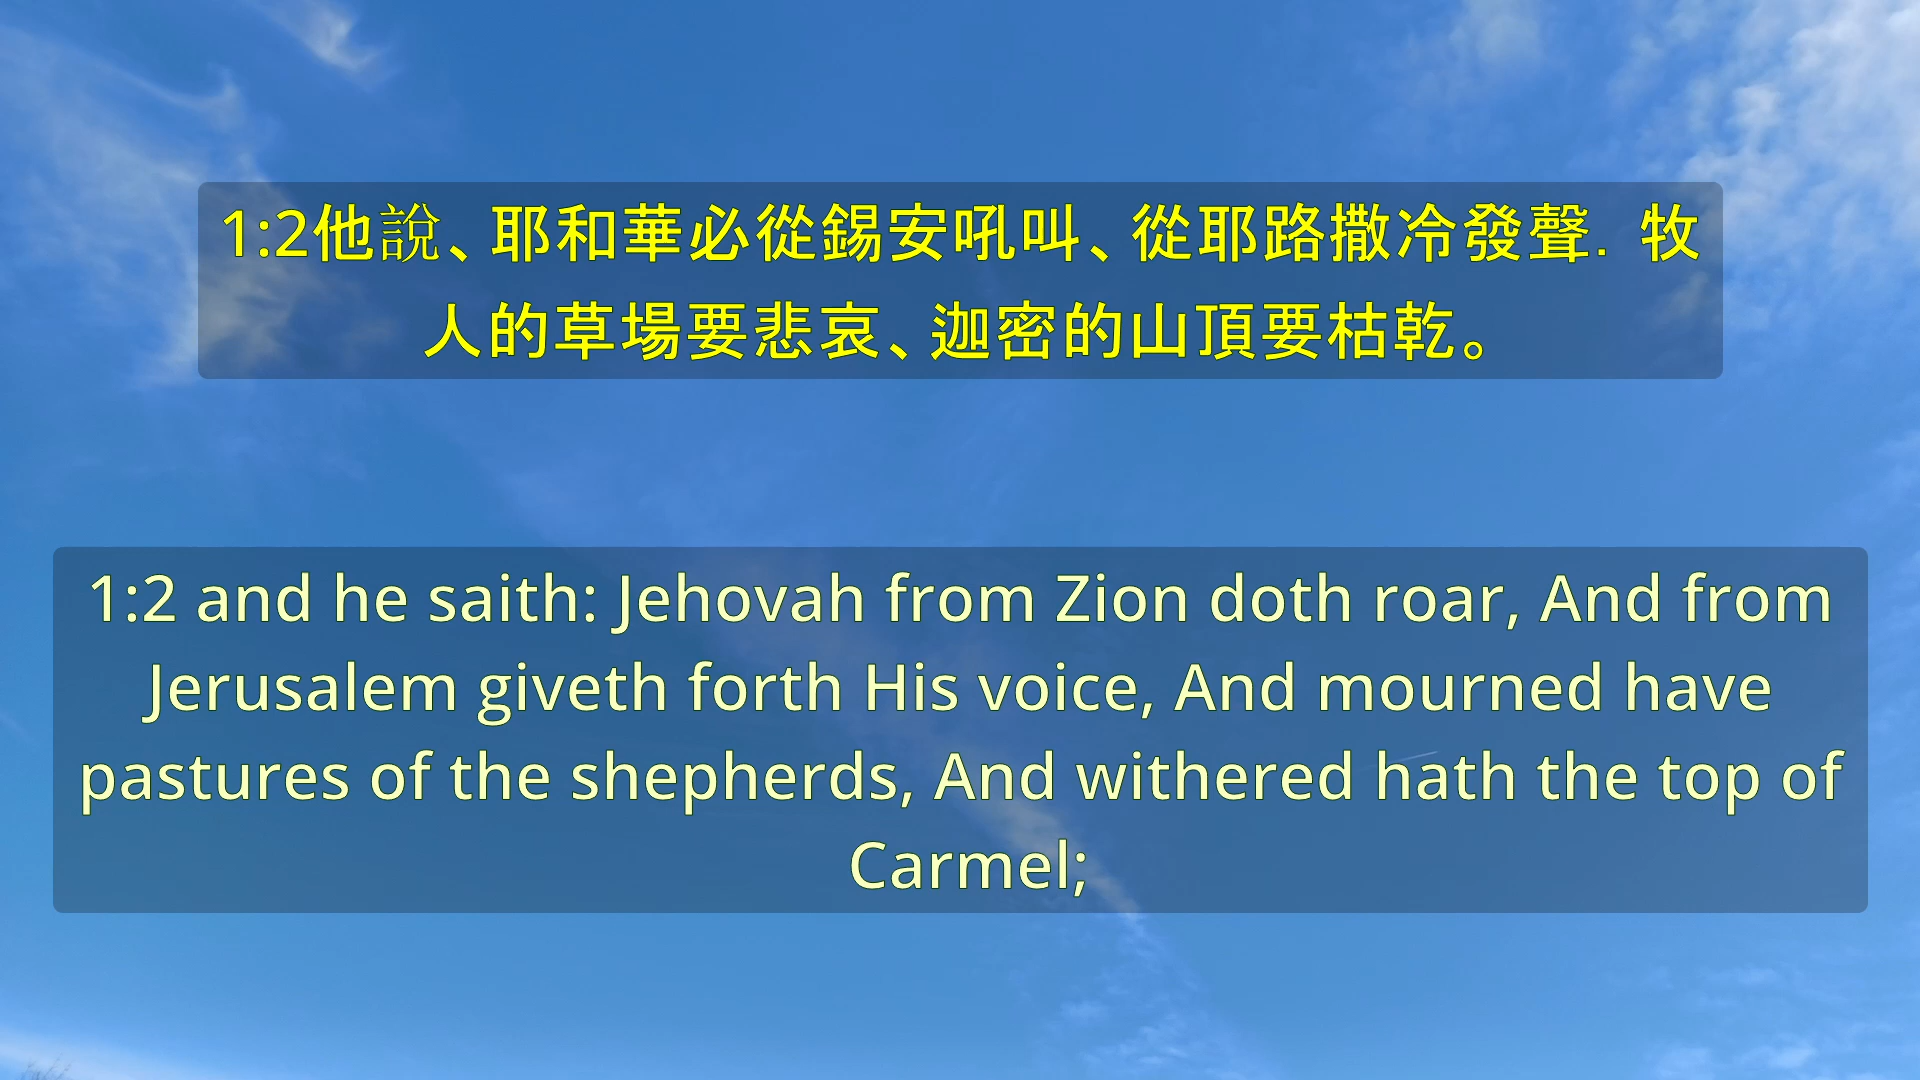 1:2他說、耶和華必從錫安吼叫、從耶路撒冷發聲．牧
人的草場要悲哀、迦密的山頂要枯乾。
1:2 and he saith: Jehovah from Zion doth roar, And from
Jerusalem giveth forth His voice, And mourned have
pastures of the shepherds, And withered hath the top of
Carmel;